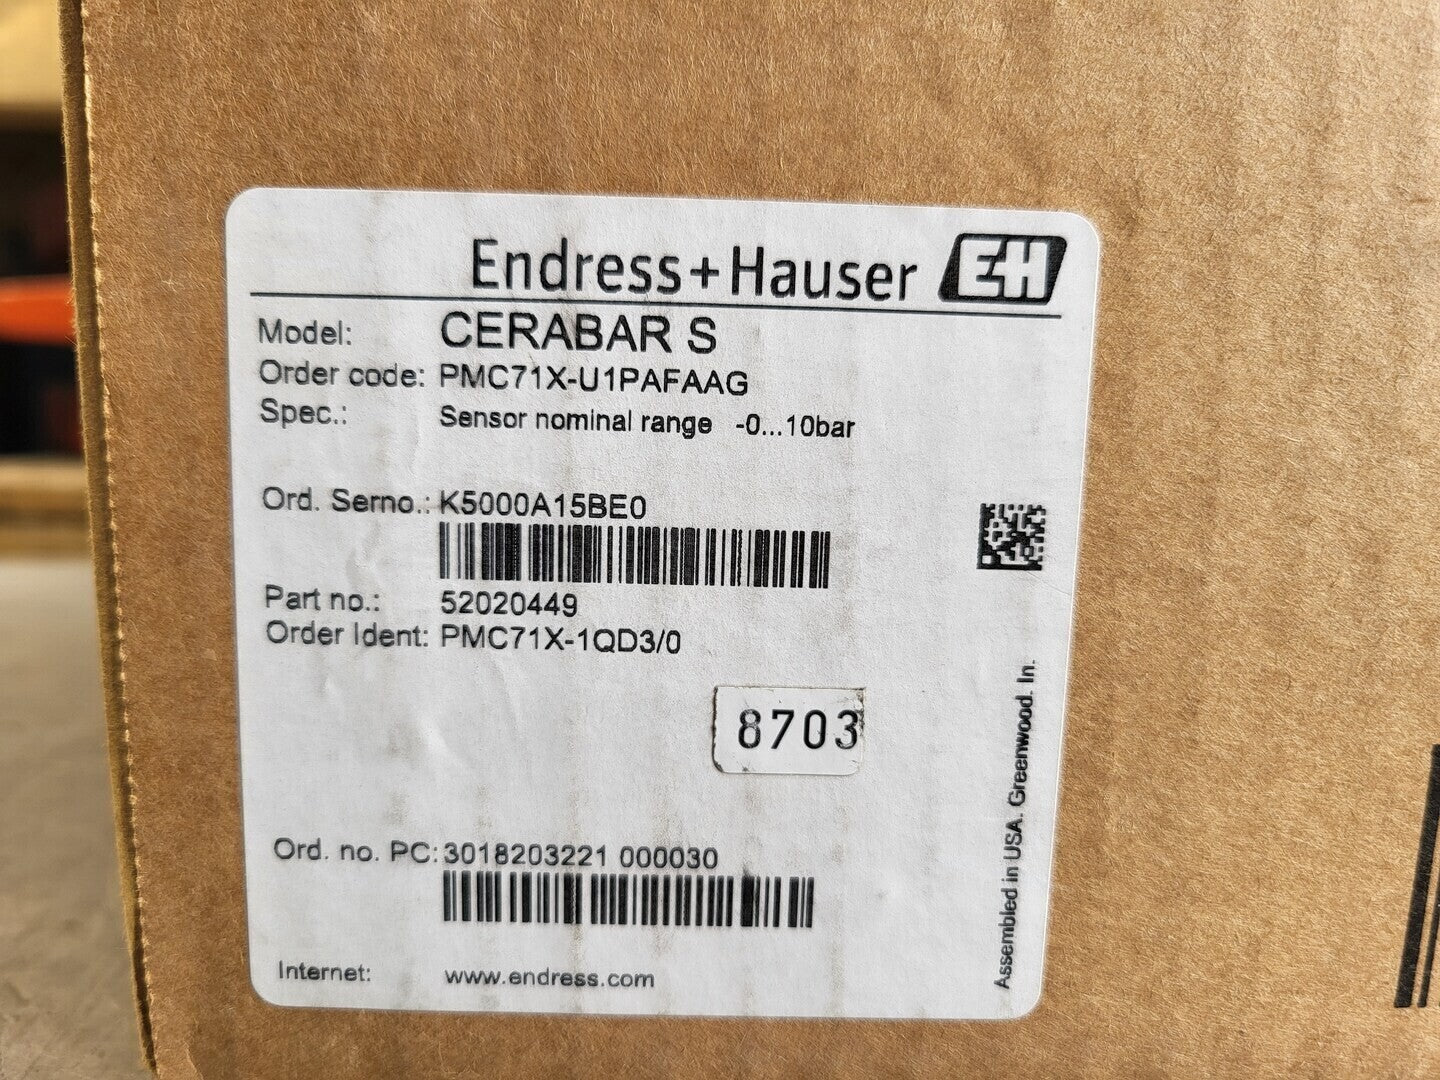 Endress+Hauser EH
Model: CERABAR S
Order code: PMC71X-U1PAFAAG
Spec.: Sensor nominal range -0...10bar
Ord. Serno.: K5000A15BE0
Part no.: 52020449
Order Ident: PMC71X-1QD3/0
8703
Ord. no. PC: 3018203221 000030
Internet: www.endress.com
Assembled in USA. Greenwood. In.